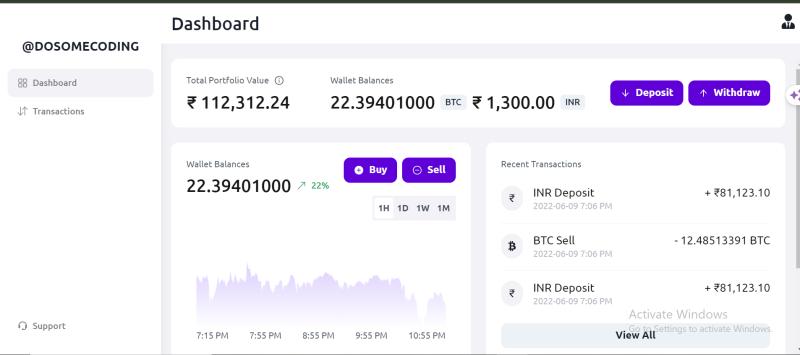 Dashboard
@DOSOMECODING
Dashboard
Transactions
Support
Total Portfolio Value
₹ 112,312.24
Wallet Balances
22.39401000 BTC ₹ 1,300.00 INR
Deposit
Withdraw
Wallet Balances
22.39401000 22%
Buy
Sell
1H 1D 1W 1M
7:15 PM 7:55 PM 8:55 PM 9:55 PM 10:55 PM
Recent Transactions
₹ INR Deposit + ₹81,123.10
2022-06-09 7:06 PM
BTC Sell - 12.48513391 BTC
2022-06-09 7:06 PM
₹ INR Deposit + ₹81,123.10
2022-06-09 7:06 PM
View All
Activate Windows
Go to Settings to activate Windows.